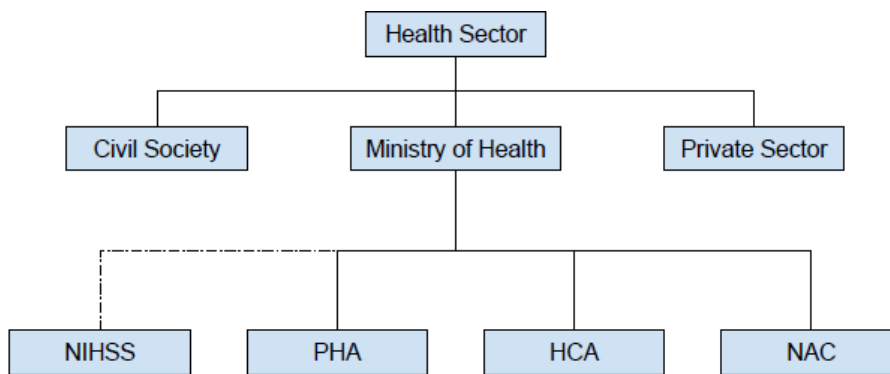 Health Sector
Civil Society
Ministry of Health
Private Sector
NIHSS
PHA
HCA
NAC